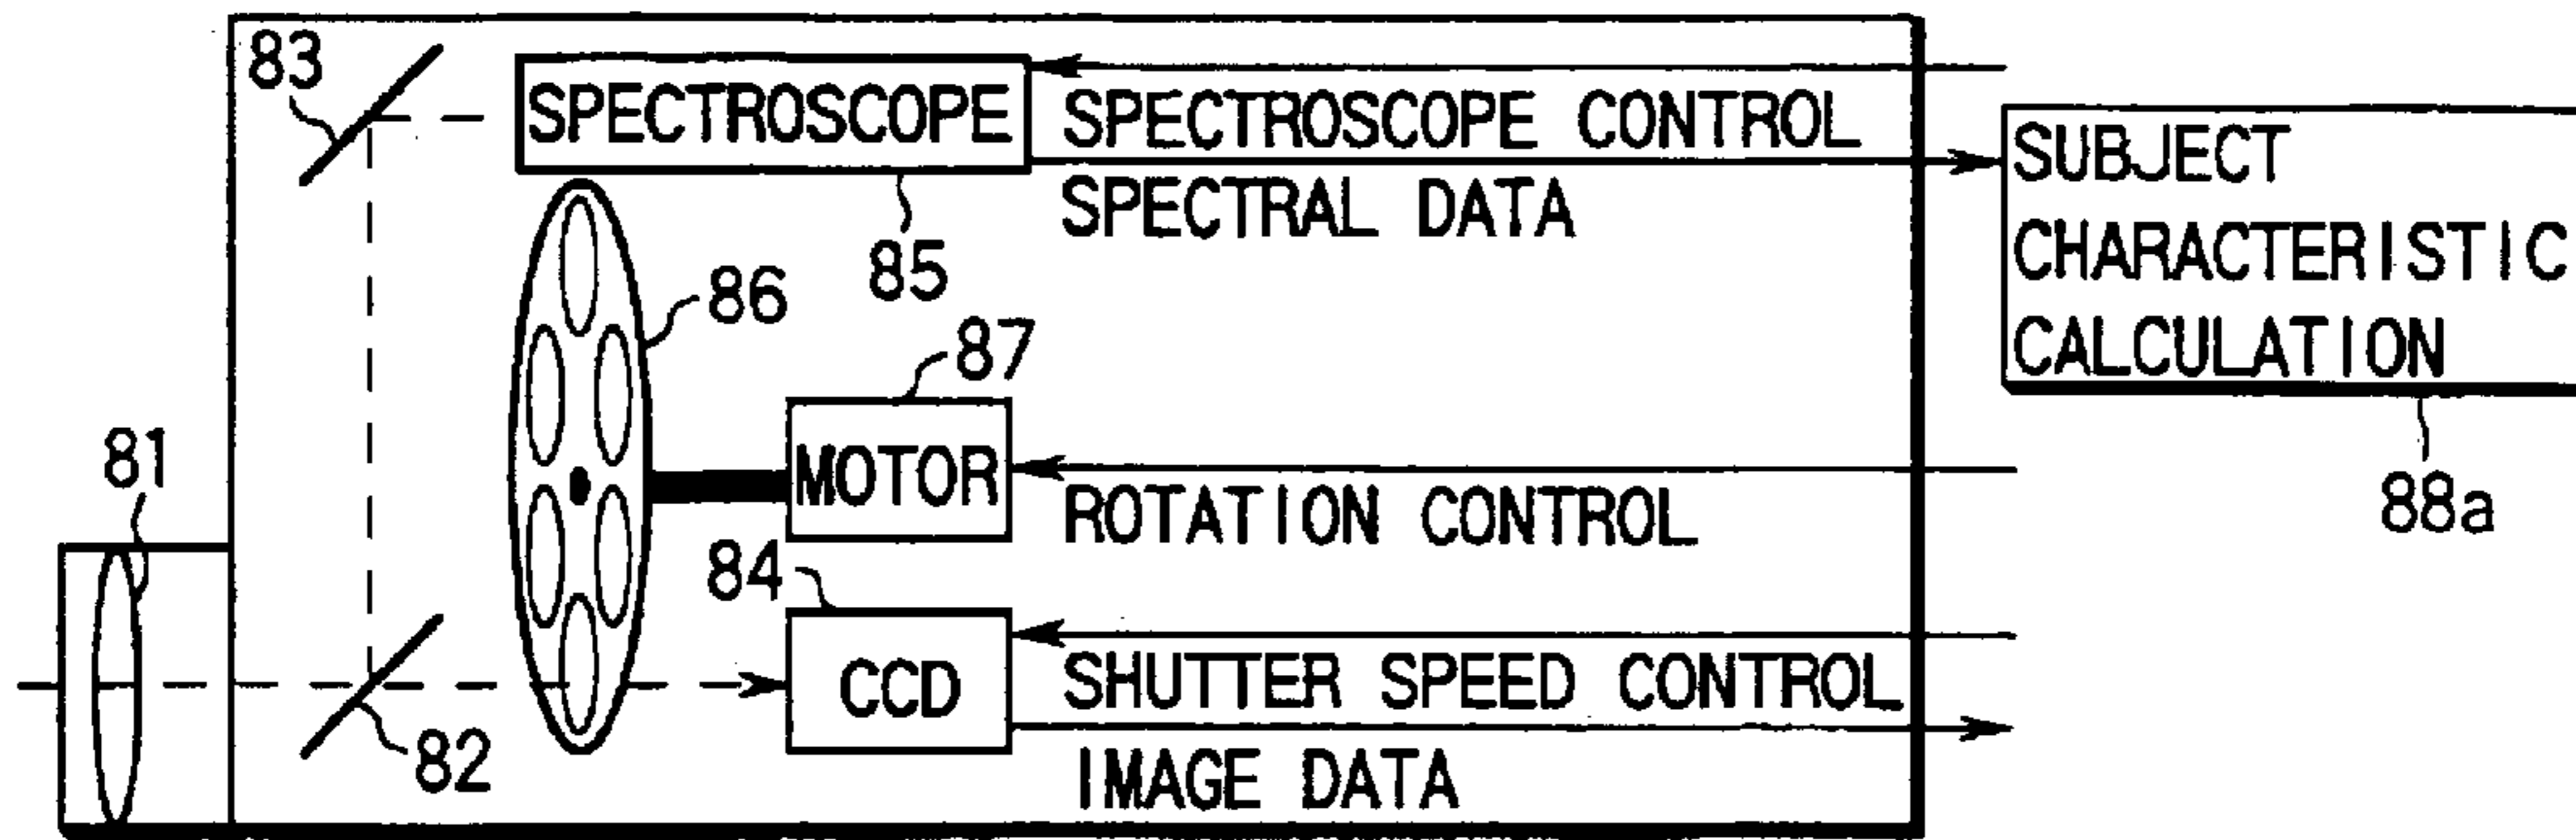 83
SPECTROSCOPE
SPECTROSCOPE CONTROL
SPECTRAL DATA
85
SUBJECT
CHARACTERISTIC
CALCULATION
88a
86
87
MOTOR
ROTATION CONTROL
81
84
CCD
SHUTTER SPEED CONTROL
IMAGE DATA
82